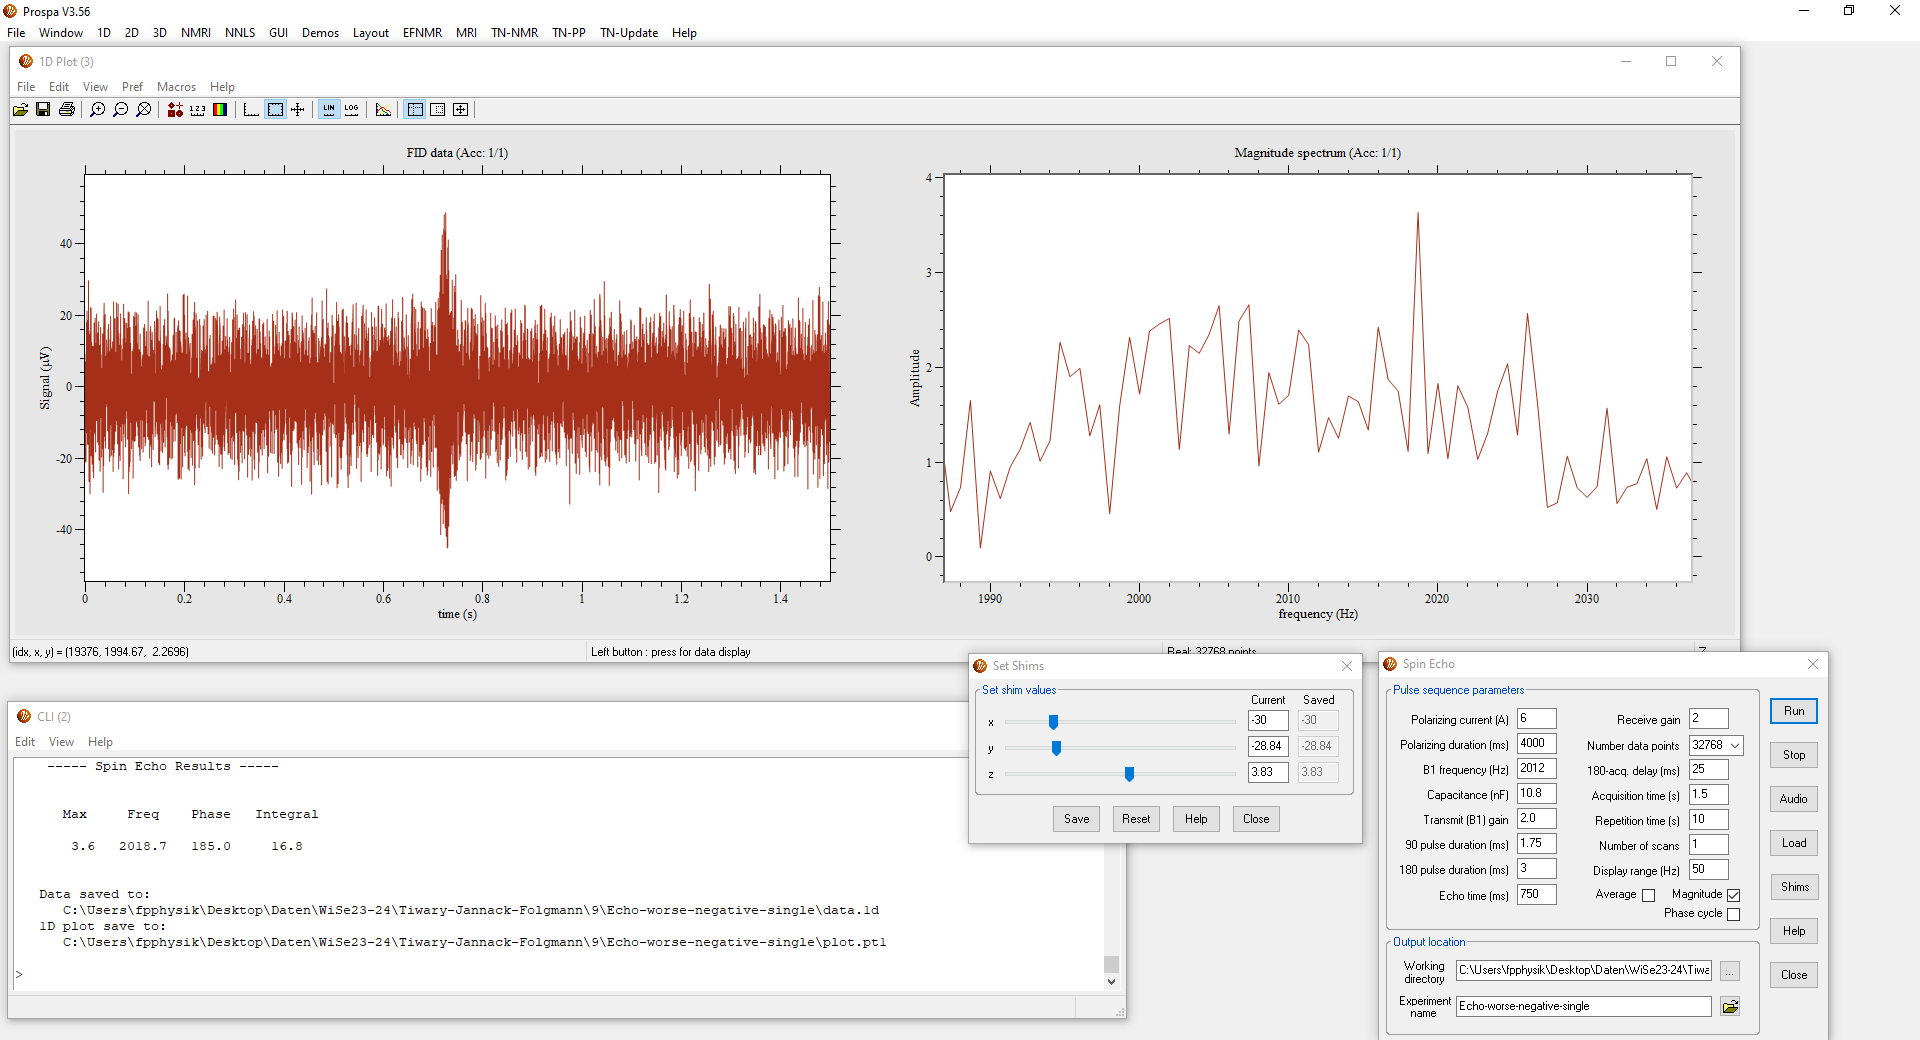 Prospa V3.56
File Window 1D 2D 3D NMRI NNLS GUI Demos Layout EFNMR MRI TN-NMR TN-PP TN-Update Help
1D Plot (3)
File Edit View Pref Macros Help
1 2 3
LIN LOG
FID data (Acc: 1/1)
40
20
0
-20
-40
Signal (µV)
0 0.2 0.4 0.6 0.8 1 1.2 1.4
time (s)
Magnitude spectrum (Acc: 1/1)
4
3
2
1
0
Amplitude
1990 2000 2010 2020 2030
frequency (Hz)
(idx, x, y) = (19376, 1994.67, 2.2696)
Left button : press for data display
Real: 32768 points
CLI (2)
Edit View Help
----- Spin Echo Results -----
Max Freq Phase Integral
3.6 2018.7 185.0 16.8
Data saved to:
C:\Users\fpphysik\Desktop\Daten\WiSe23-24\Tiwary-Jannack-Folgmann\9\Echo-worse-negative-single\data.1d
1D plot save to:
C:\Users\fpphysik\Desktop\Daten\WiSe23-24\Tiwary-Jannack-Folgmann\9\Echo-worse-negative-single\plot.pt1
>
Set Shims
Set shim values
Current Saved
x -30 -30
y -28.84 -28.84
z 3.83 3.83
Save Reset Help Close
Spin Echo
Pulse sequence parameters
Polarizing current (A) 6 Receive gain 2
Polarizing duration (ms) 4000 Number data points 32768
B1 frequency (Hz) 2012 180-acq. delay (ms) 25
Capacitance (nF) 10.8 Acquisition time (s) 1.5
Transmit (B1) gain 2.0 Repetition time (s) 10
90 pulse duration (ms) 1.75 Number of scans 1
180 pulse duration (ms) 3 Display range (Hz) 50
Echo time (ms) 750 Average Magnitude
Phase cycle
Run
Stop
Audio
Load
Shims
Help
Close
Output location
Working directory C:\Users\fpphysik\Desktop\Daten\WiSe23-24\Tiwa ...
Experiment name Echo-worse-negative-single